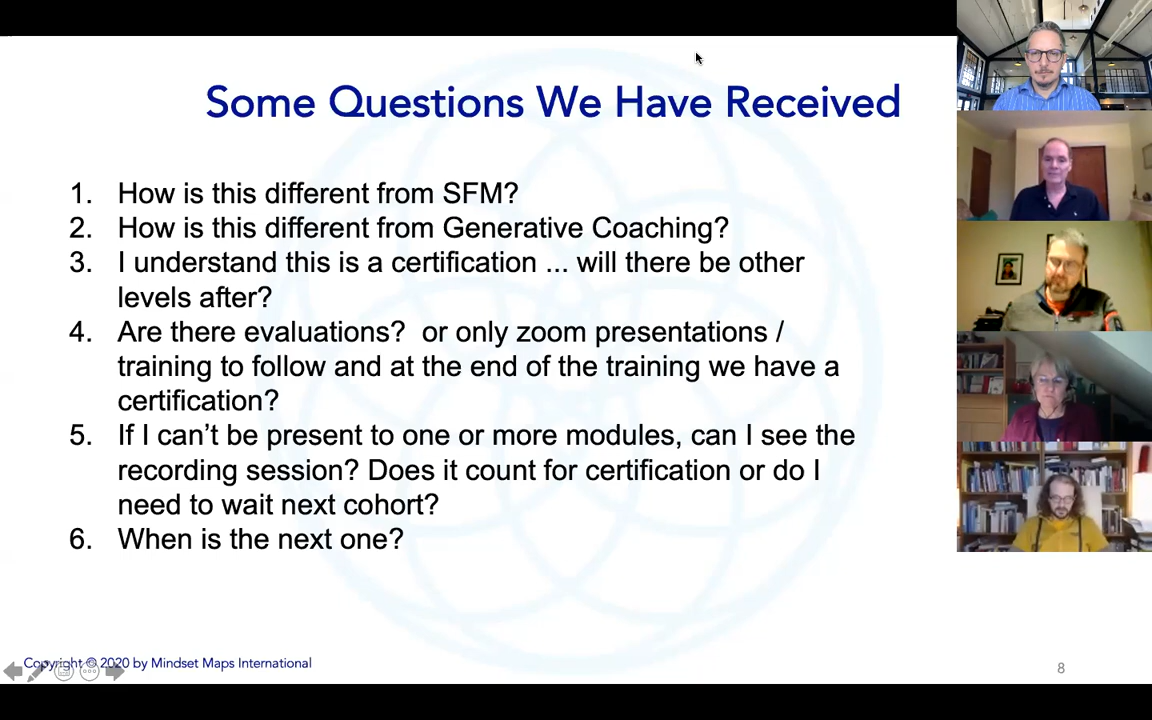 Some Questions We Have Received
1. How is this different from SFM?
2. How is this different from Generative Coaching?
3. I understand this is a certification ... will there be other
levels after?
4. Are there evaluations?  or only zoom presentations /
training to follow and at the end of the training we have a
certification?
5. If I can’t be present to one or more modules, can I see the
recording session? Does it count for certification or do I
need to wait next cohort?
6. When is the next one?
Copyright © 2020 by Mindset Maps International
8